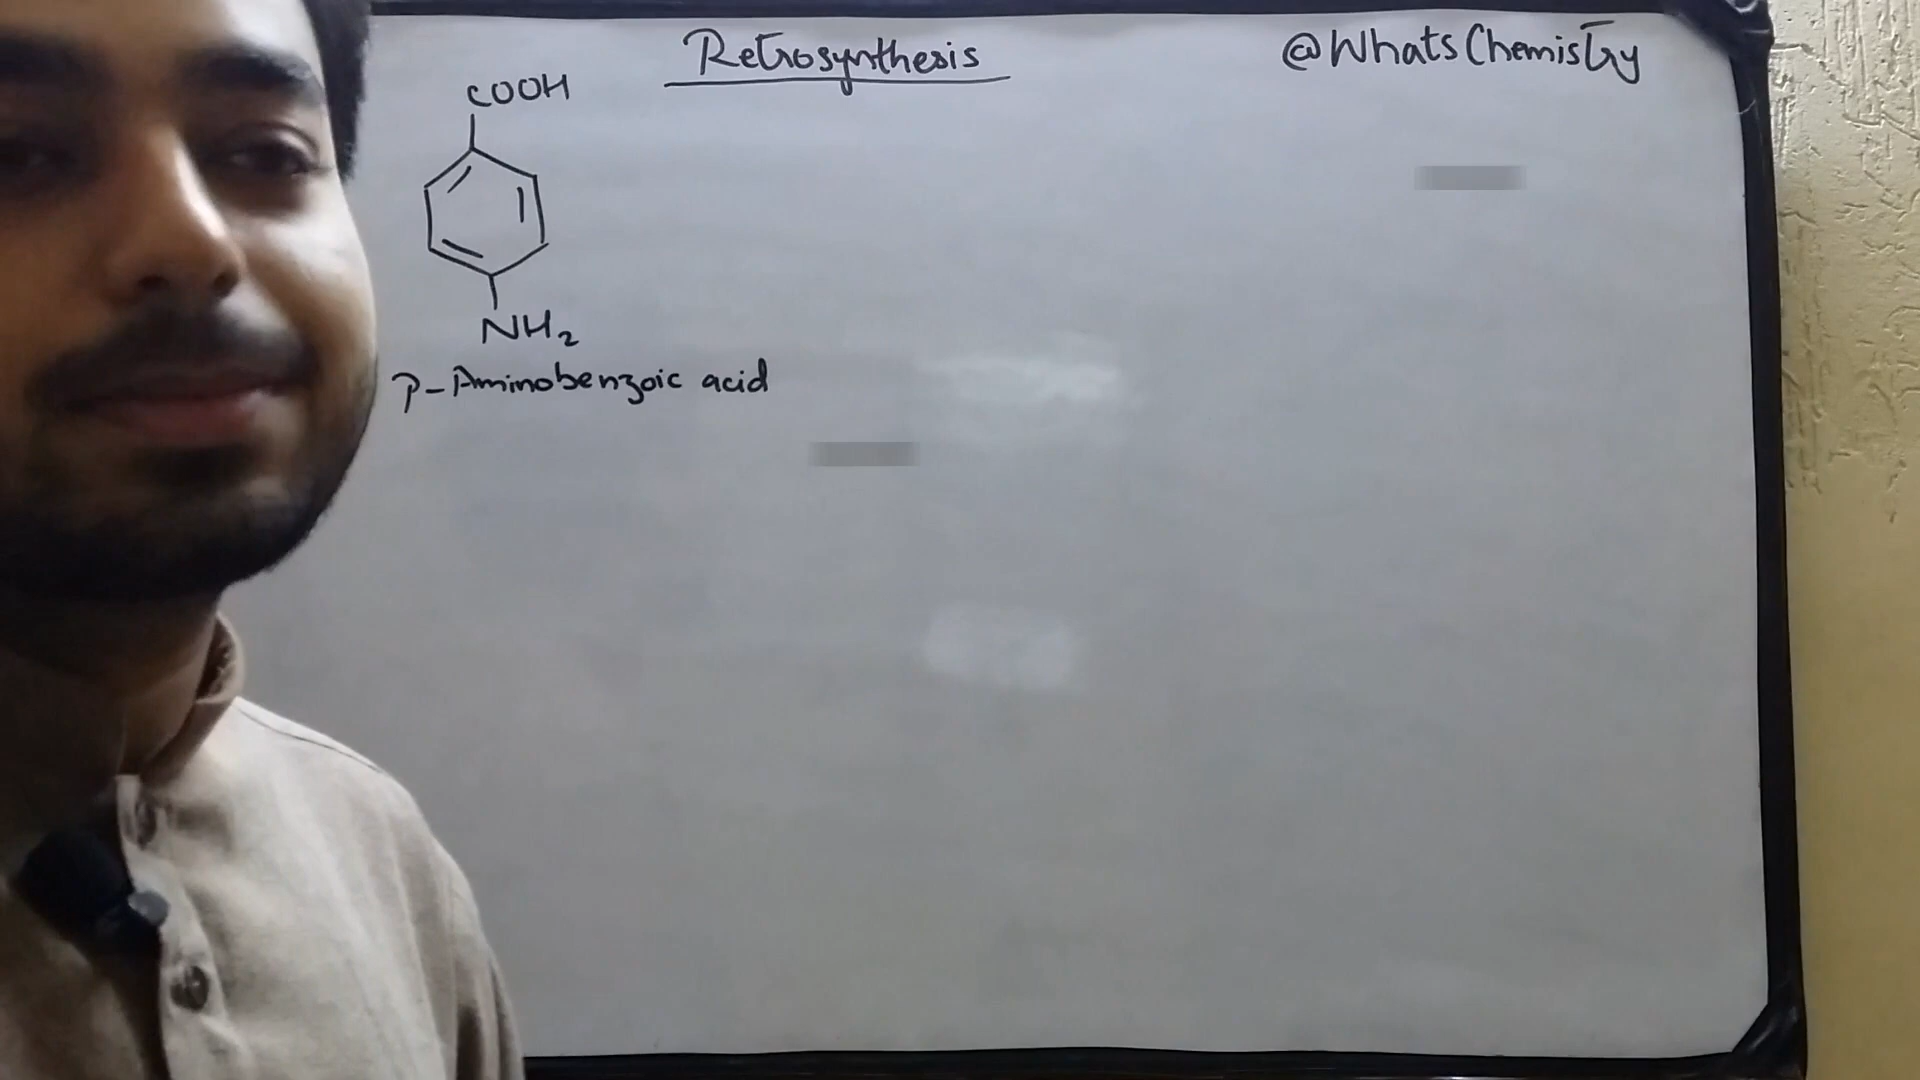 Retrosynthesis
@WhatsChemistry
COOH
NH₂
p-Aminobenzoic acid